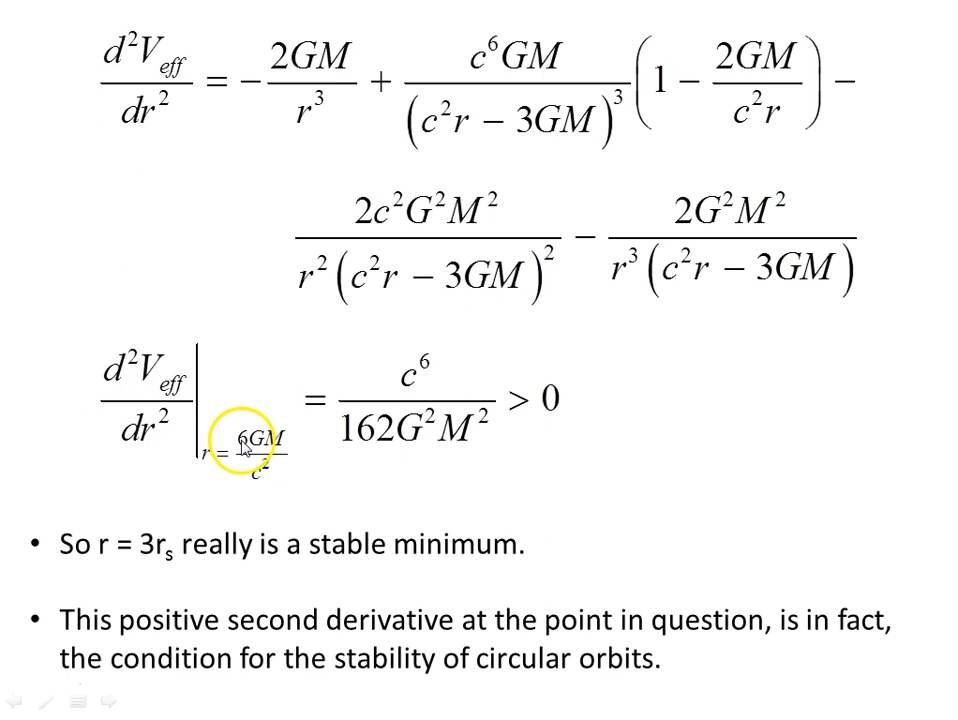 d²V_eff / dr² = − 2GM / r³ + c⁶GM / (c²r − 3GM)³ (1 − 2GM / c²r) −
2c²G²M² / r²(c²r − 3GM)² − 2G²M² / r³(c²r − 3GM)
d²V_eff / dr² |_{r = 6GM / c²} = c⁶ / 162G²M² > 0
• So r = 3rₛ really is a stable minimum.
• This positive second derivative at the point in question, is in fact,
the condition for the stability of circular orbits.